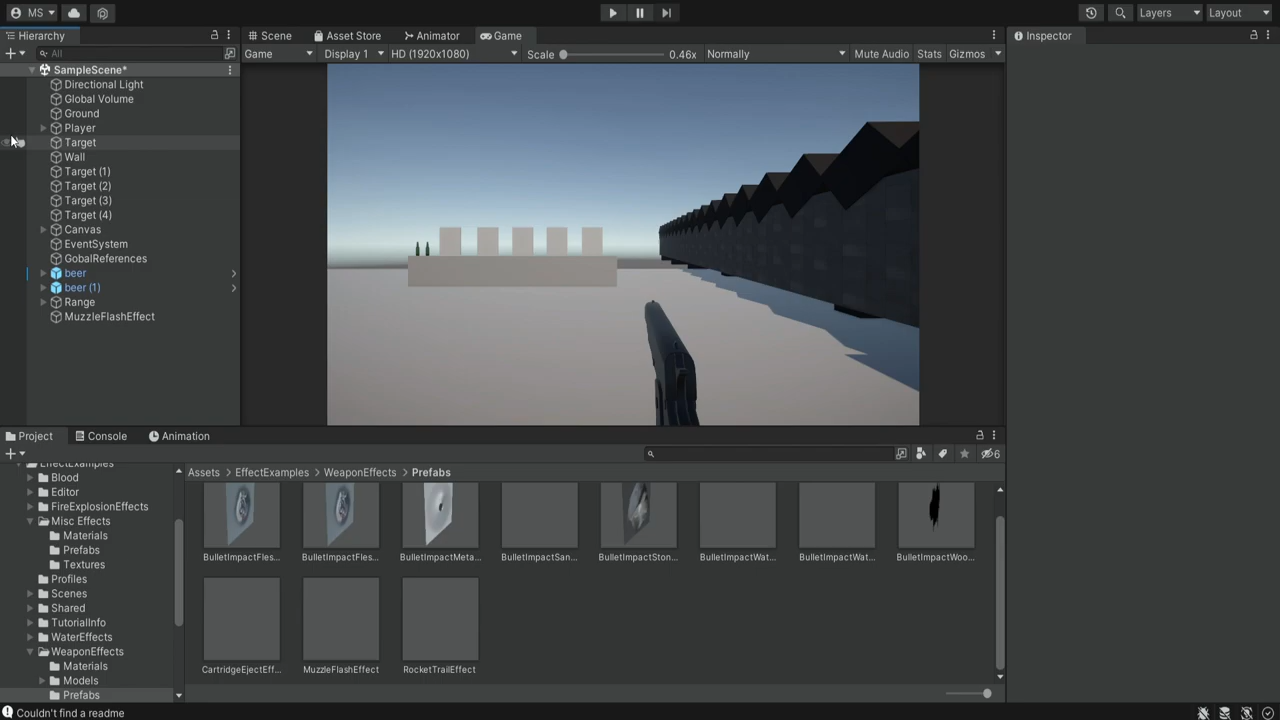 MS
Layers
Layout
Hierarchy
Scene
Asset Store
Animator
Game
Inspector
All
Game
Display 1
HD (1920x1080)
Scale
0.46x
Normally
Mute Audio
Stats
Gizmos
SampleScene*
Directional Light
Global Volume
Ground
Player
Target
Wall
Target (1)
Target (2)
Target (3)
Target (4)
Canvas
EventSystem
GobalReferences
beer
beer (1)
Range
MuzzleFlashEffect
Project
Console
Animation
6
EffectExamples
Blood
Editor
FireExplosionEffects
Misc Effects
Materials
Prefabs
Textures
Profiles
Scenes
Shared
TutorialInfo
WaterEffects
WeaponEffects
Materials
Models
Prefabs
Assets
EffectExamples
WeaponEffects
Prefabs
BulletImpactFles...
BulletImpactFles...
BulletImpactMeta...
BulletImpactSan...
BulletImpactSton...
BulletImpactWat...
BulletImpactWat...
BulletImpactWoo...
CartridgeEjectEff...
MuzzleFlashEffect
RocketTrailEffect
Couldn't find a readme